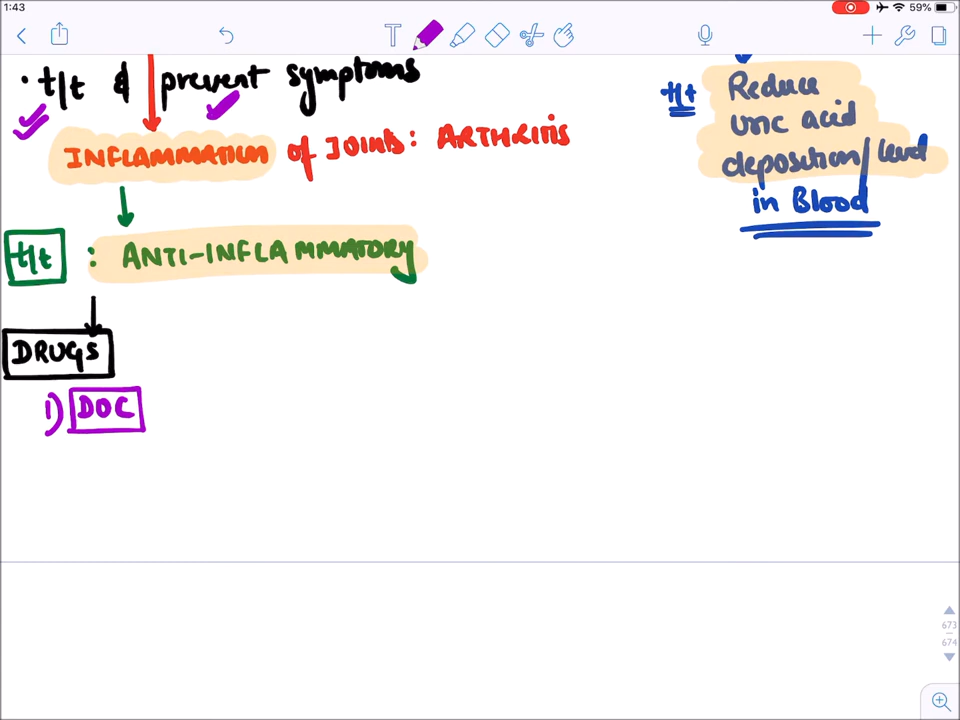 1:43
59%
T
• t/t & prevent symptoms
INFLAMMATION of JOINTS: ARTHRITIS
t/t : ANTI-INFLAMMATORY
DRUGS
1) DOC
t/t Reduce
uric acid
deposition/level
in Blood
673
674